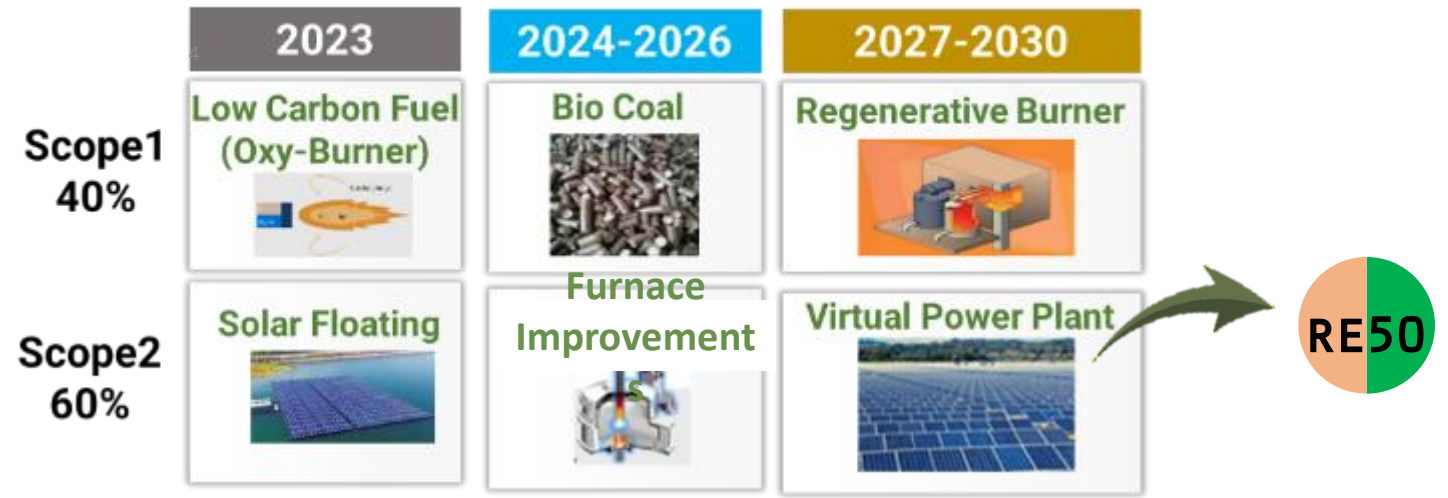 2023
2024-2026
2027-2030
4
Scope1
40%
Low Carbon Fuel
(Oxy-Burner)
Bio Coal
Regenerative Burner
Scope2
60%
Solar Floating
Furnace
Improvement
s
Virtual Power Plant
RE50